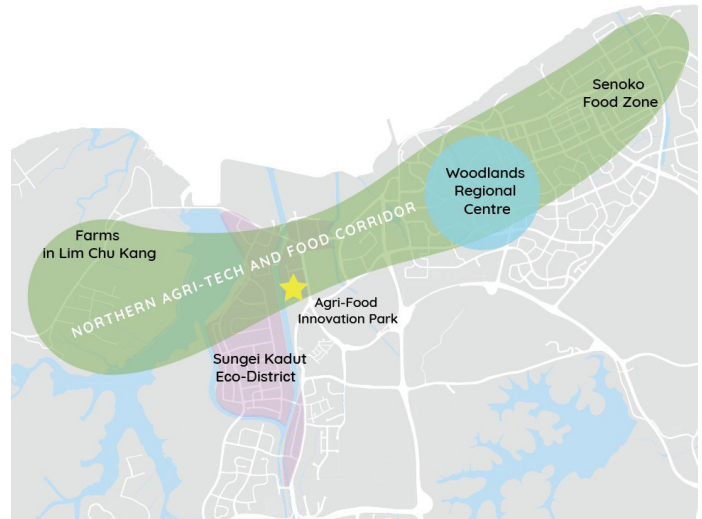 Senoko
Food Zone
Woodlands
Regional
Centre
Farms
in Lim Chu Kang
NORTHERN AGRI-TECH AND FOOD CORRIDOR
Agri-Food
Innovation Park
Sungei Kadut
Eco-District